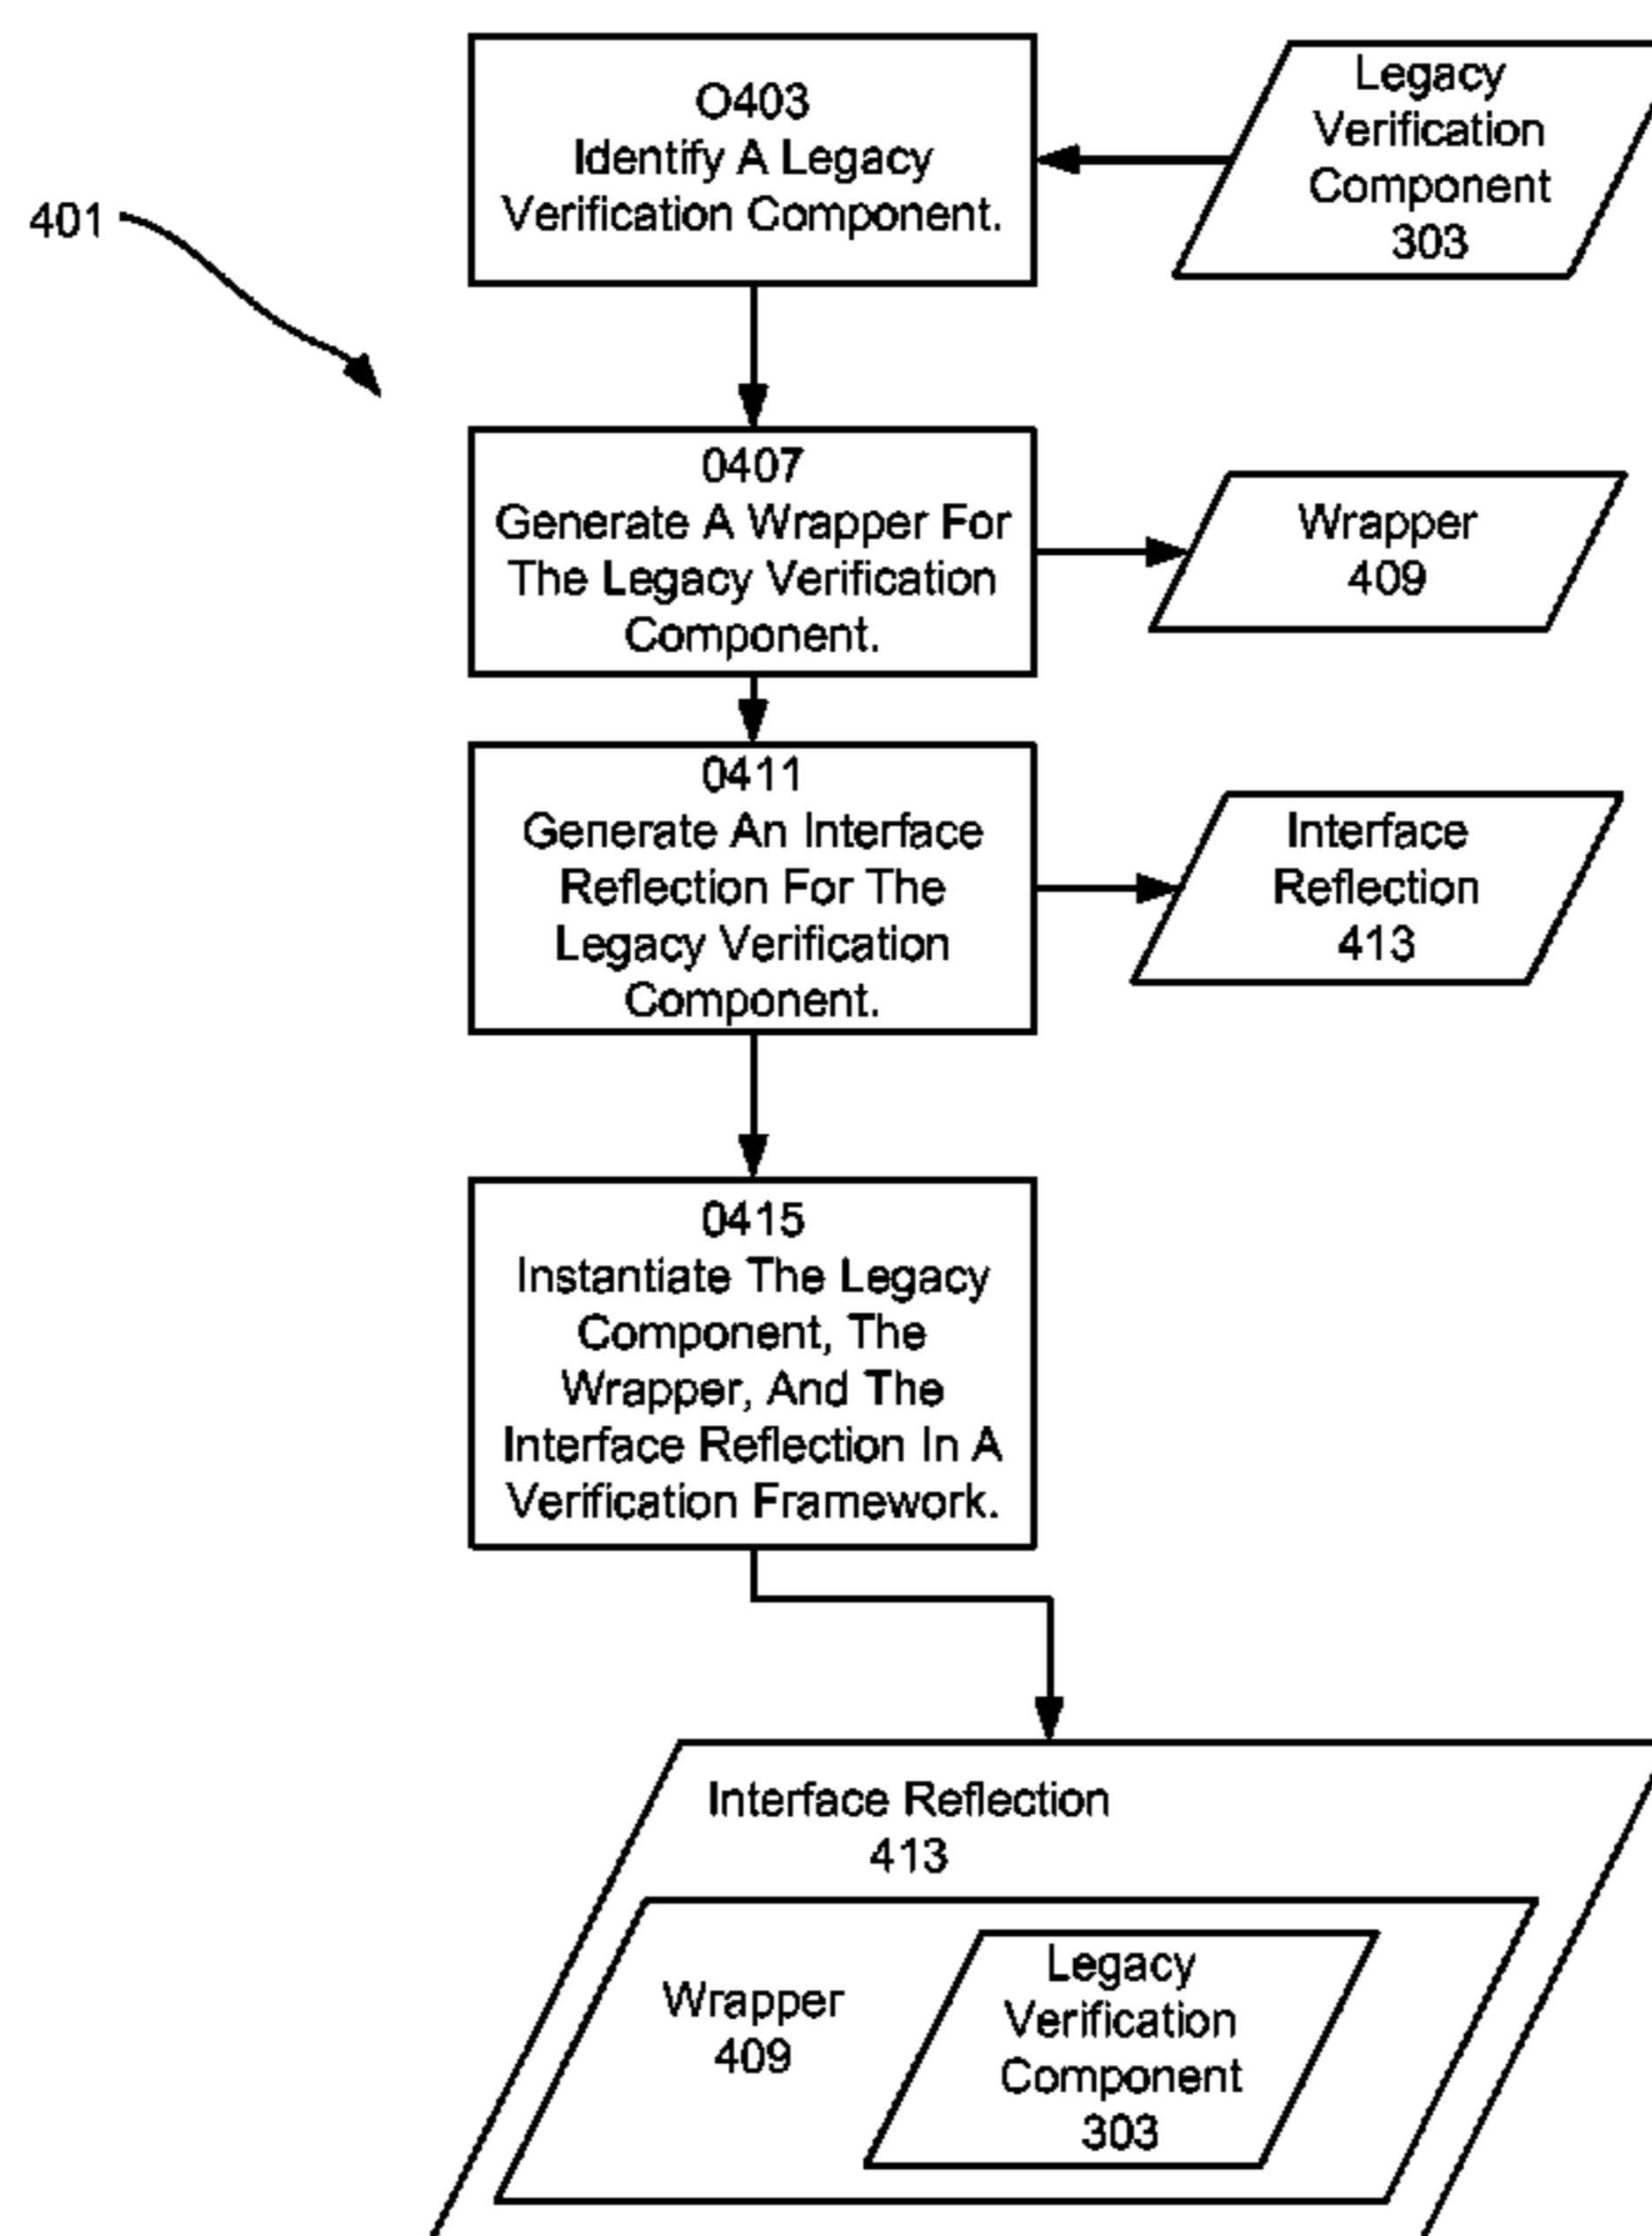 O403
Identify A Legacy
Verification Component.
Legacy
Verification
Component
303
401
0407
Generate A Wrapper For
The Legacy Verification
Component.
Wrapper
409
0411
Generate An Interface
Reflection For The
Legacy Verification
Component.
Interface
Reflection
413
0415
Instantiate The Legacy
Component, The
Wrapper, And The
Interface Reflection In A
Verification Framework.
Interface Reflection
413
Wrapper
409
Legacy
Verification
Component
303